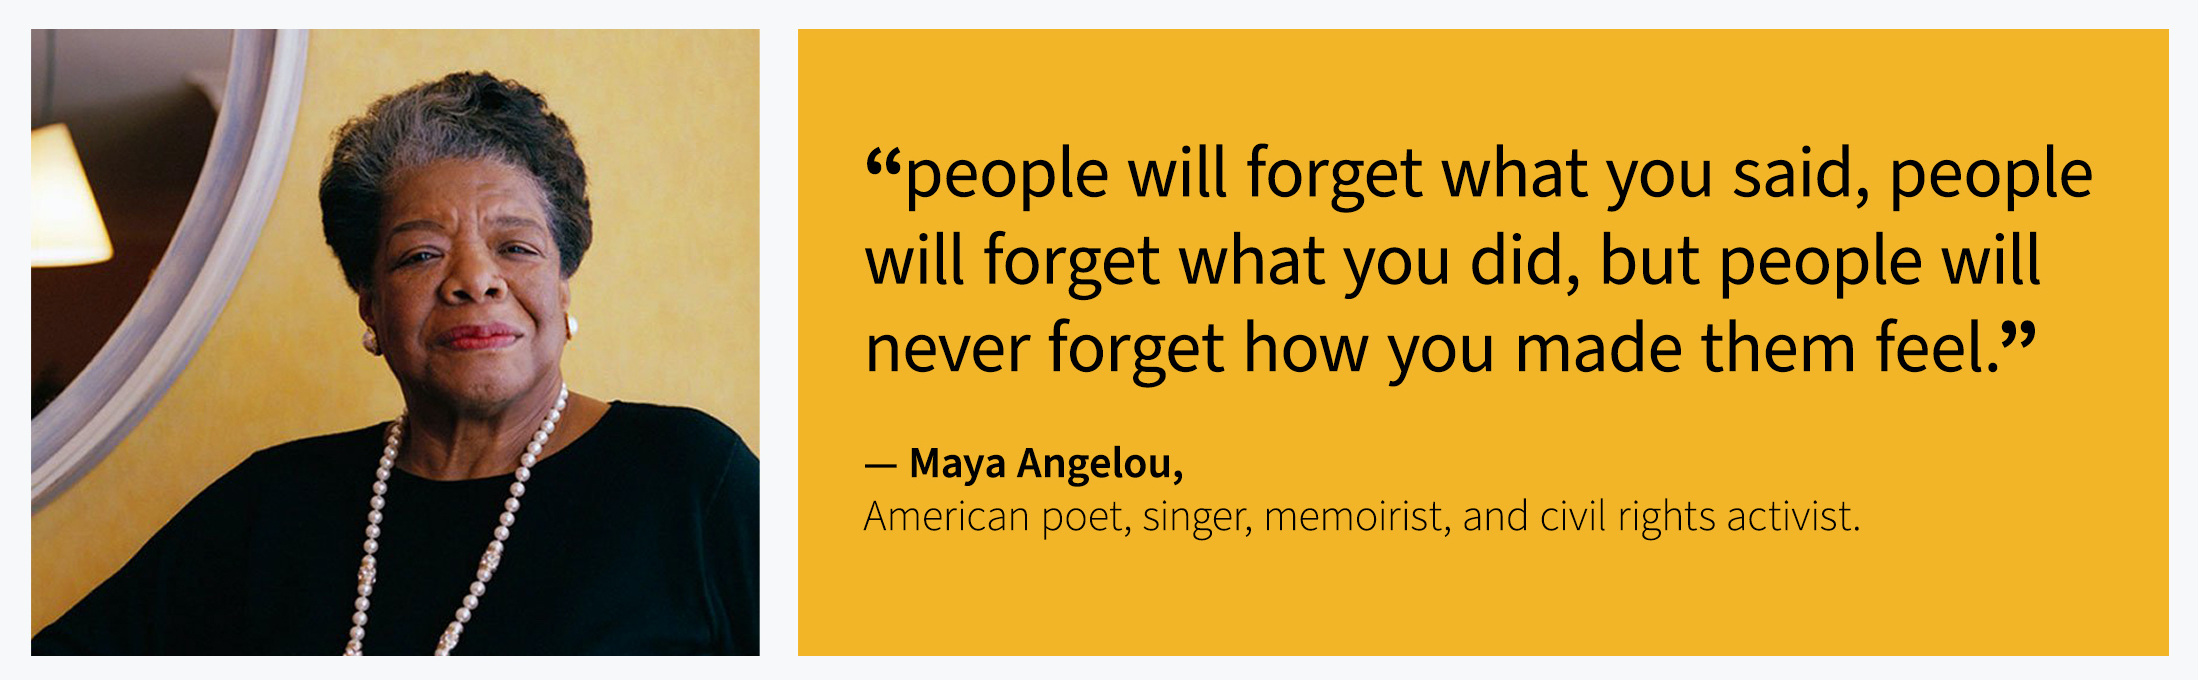 “people will forget what you said, people
will forget what you did, but people will
never forget how you made them feel.”
— Maya Angelou,
American poet, singer, memoirist, and civil rights activist.